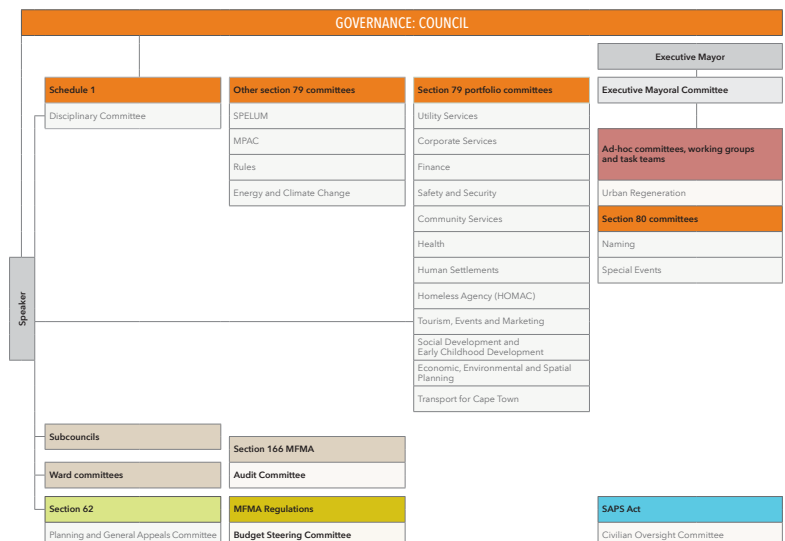 GOVERNANCE: COUNCIL
Executive Mayor
Schedule 1
Disciplinary Committee
Other section 79 committees
SPELUM
MPAC
Rules
Energy and Climate Change
Section 79 portfolio committees
Utility Services
Corporate Services
Finance
Safety and Security
Community Services
Health
Human Settlements
Homeless Agency (HOMAC)
Tourism, Events and Marketing
Social Development and
Early Childhood Development
Economic, Environmental and Spatial
Planning
Transport for Cape Town
Executive Mayoral Committee
Ad-hoc committees, working groups
and task teams
Urban Regeneration
Section 80 committees
Naming
Special Events
Speaker
Subcouncils
Ward committees
Section 166 MFMA
Audit Committee
Section 62
Planning and General Appeals Committee
MFMA Regulations
Budget Steering Committee
SAPS Act
Civilian Oversight Committee